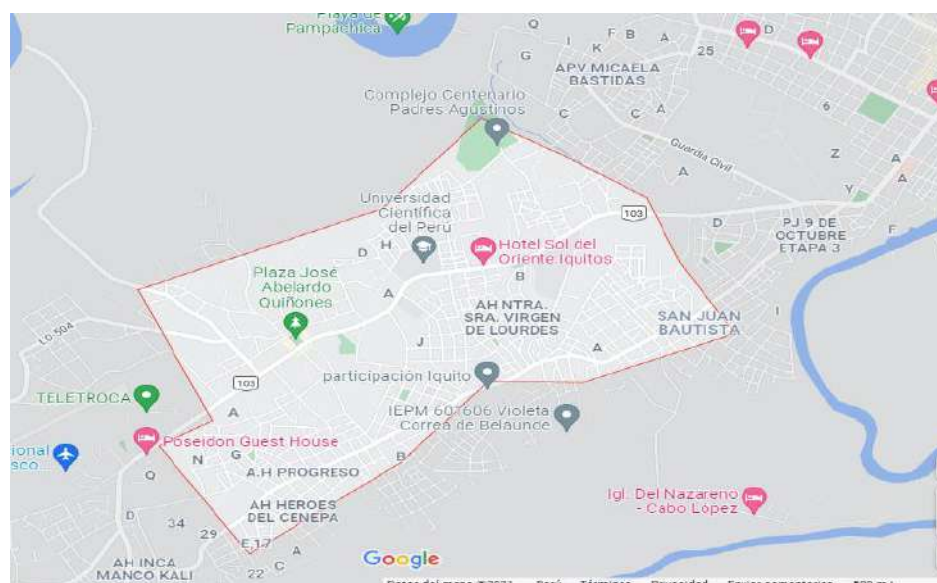 Playa de
Pampachica
Q
I
F
B
A
D
G
K
25
APV MICAELA
BASTIDAS
Complejo Centenario
Padres Agustinos
C
C
A
6
C
Guardia Civil
Z
A
A
Y
A
Universidad
Científica
del Perú
H
D
103
D
PJ 9 DE
OCTUBRE
ETAPA 3
F
Hotel Sol del
Oriente Iquitos
Plaza José
Abelardo
Quiñones
B
A
AH NTRA.
SRA. VIRGEN
DE LOURDES
SAN JUAN
BAUTISTA
I
LO-504
J
A
103
participación Iquito
TELETROCA
A
IEPM 601606 Violeta
Correa de Belaunde
Poseidon Guest House
ional
sco...
N
G
B
Q
A.H PROGRESO
Igl. Del Nazareno
- Cabo López
D
34
AH HEROES
DEL CENEPA
29
E 17
A
C
22
AH INCA
MANCO KALI
Google